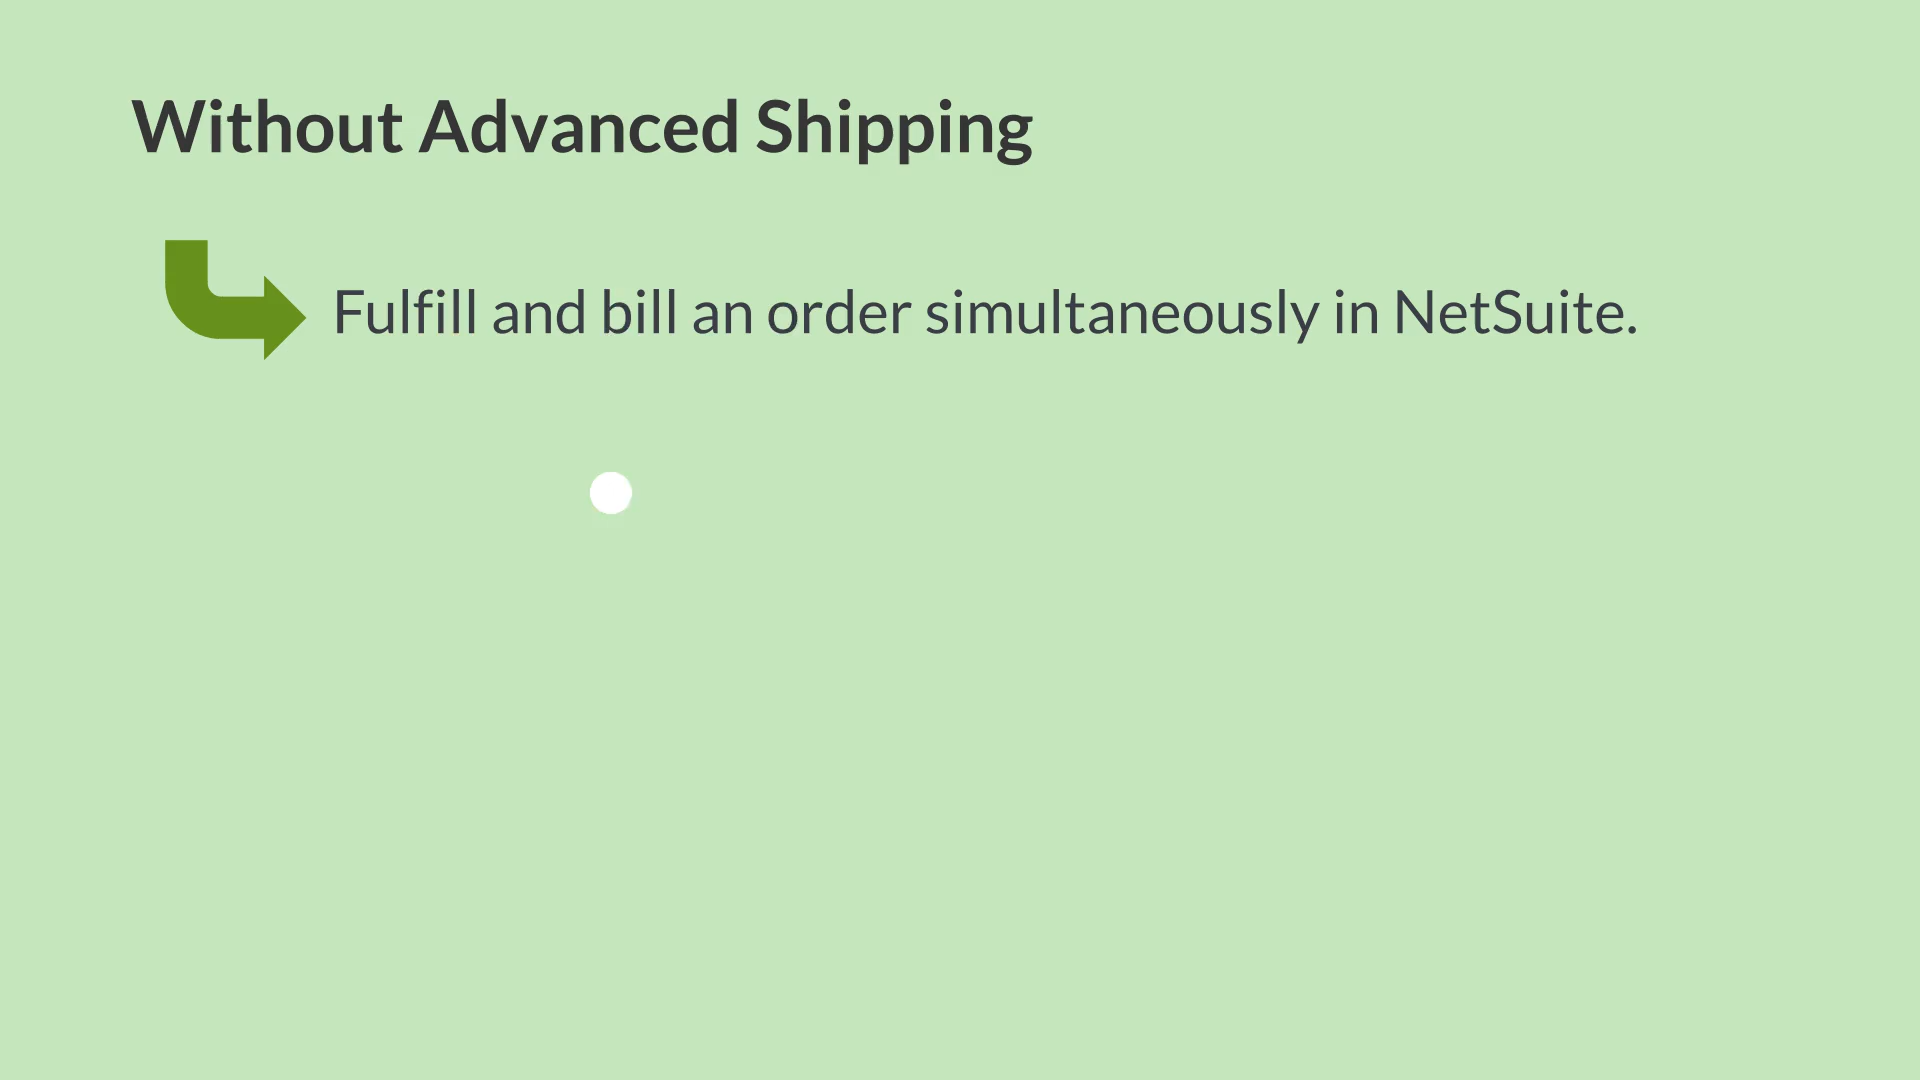 Without Advanced Shipping
Fulfill and bill an order simultaneously in NetSuite.